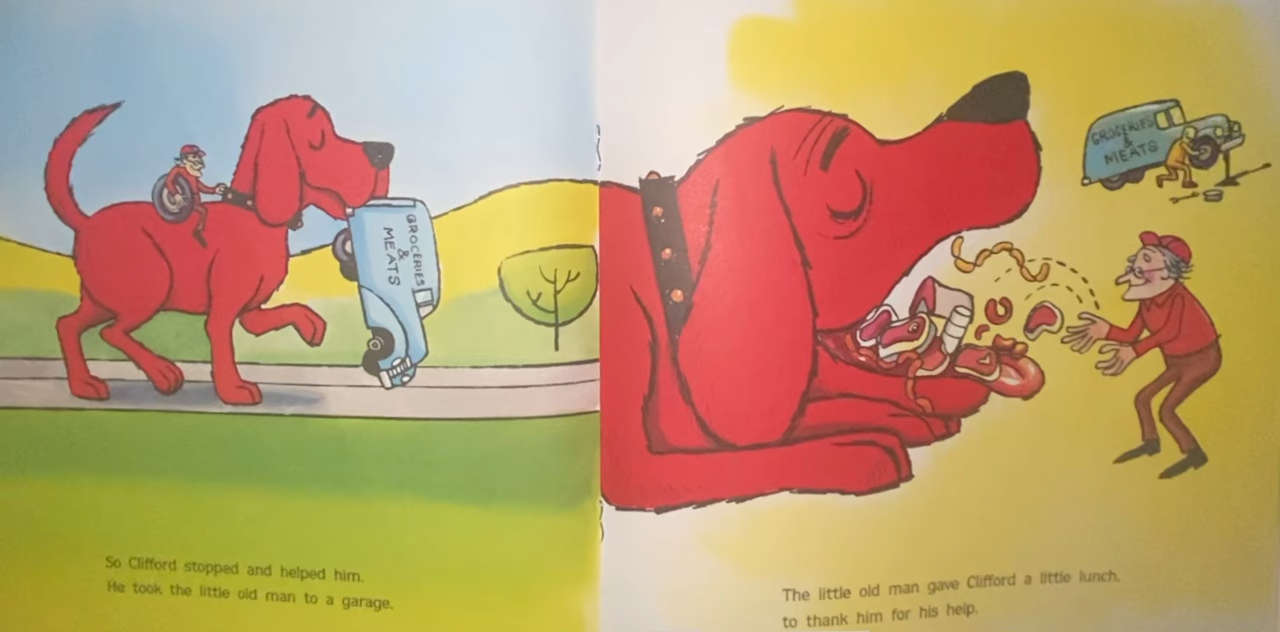 GROCERIES
&
MEATS
So Clifford stopped and helped him.
He took the little old man to a garage.
GROCERIES
&
MEATS
The little old man gave Clifford a little lunch,
to thank him for his help.